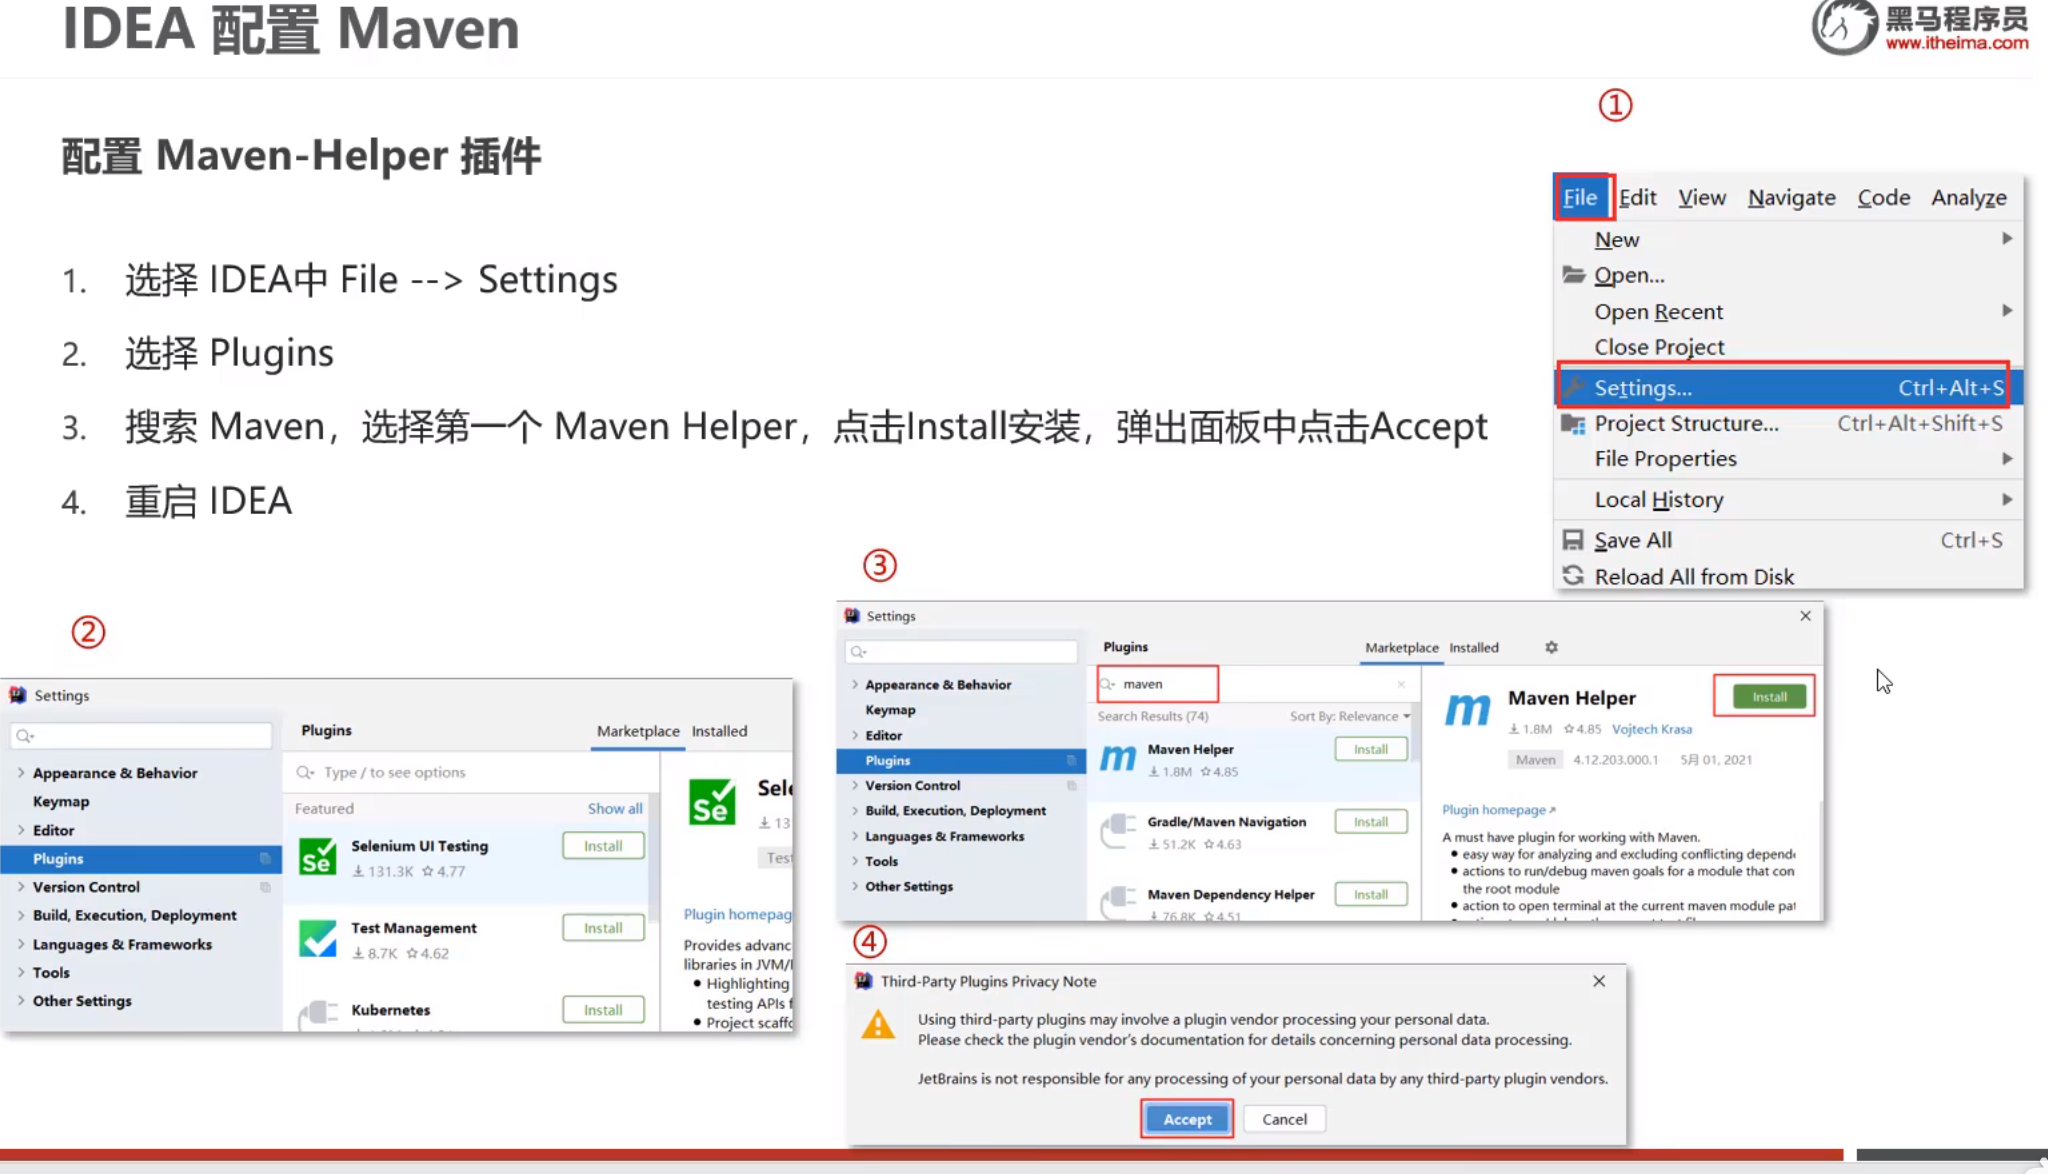 IDEA 配置 Maven
黑马程序员
www.itheima.com
配置 Maven-Helper 插件
1. 选择 IDEA中 File --> Settings
2. 选择 Plugins
3. 搜索 Maven，选择第一个 Maven Helper，点击Install安装，弹出面板中点击Accept
4. 重启 IDEA
①
File Edit View Navigate Code Analyze
New
Open...
Open Recent
Close Project
Settings... Ctrl+Alt+S
Project Structure... Ctrl+Alt+Shift+S
File Properties
Local History
Save All Ctrl+S
Reload All from Disk
②
Settings
Plugins Marketplace Installed
Type / to see options
Appearance & Behavior
Keymap
Editor
Plugins
Version Control
Build, Execution, Deployment
Languages & Frameworks
Tools
Other Settings
Featured Show all
Selenium UI Testing Install
131.3K 4.77
Test Management Install
8.7K 4.62
Kubernetes Install
Se
Se
13
Plugin homepag
Provides advanc
libraries in JVM/
• Highlighting
testing APIs
• Project scaff
③
Settings
Plugins Marketplace Installed
maven
Appearance & Behavior
Keymap
Editor
Plugins
Version Control
Build, Execution, Deployment
Languages & Frameworks
Tools
Other Settings
Search Results (74) Sort By: Relevance
m Maven Helper Install
1.8M 4.85
Gradle/Maven Navigation Install
51.2K 4.63
Maven Dependency Helper Install
76.8K 4.51
m Maven Helper Install
1.8M 4.85 Vojtech Krasa
Maven 4.12.203.000.1 5月 01, 2021
Plugin homepage
A must have plugin for working with Maven.
• easy way for analyzing and excluding conflicting depend
• actions to run/debug maven goals for a module that con
the root module
• action to open terminal at the current maven module pat
④
Third-Party Plugins Privacy Note
Using third-party plugins may involve a plugin vendor processing your personal data.
Please check the plugin vendor's documentation for details concerning personal data processing.
JetBrains is not responsible for any processing of your personal data by any third-party plugin vendors.
Accept Cancel